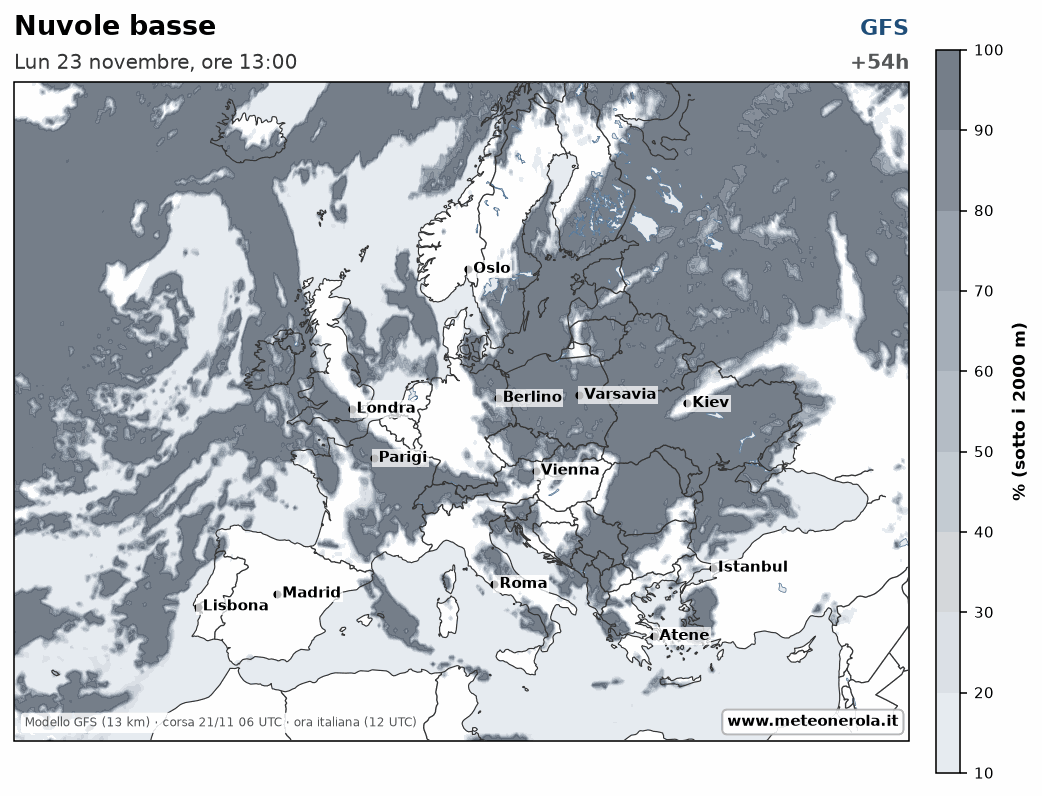 Nuvole basse
GFS
Lun 23 novembre, ore 13:00
+54h
100
90
80
70
60
50
40
30
20
10
% (sotto i 2000 m)
Oslo
Londra
Berlino
Varsavia
Kiev
Parigi
Vienna
Madrid
Lisbona
Roma
Istanbul
Atene
Modello GFS (13 km) · corsa 21/11 06 UTC · ora italiana (12 UTC)
www.meteonerola.it